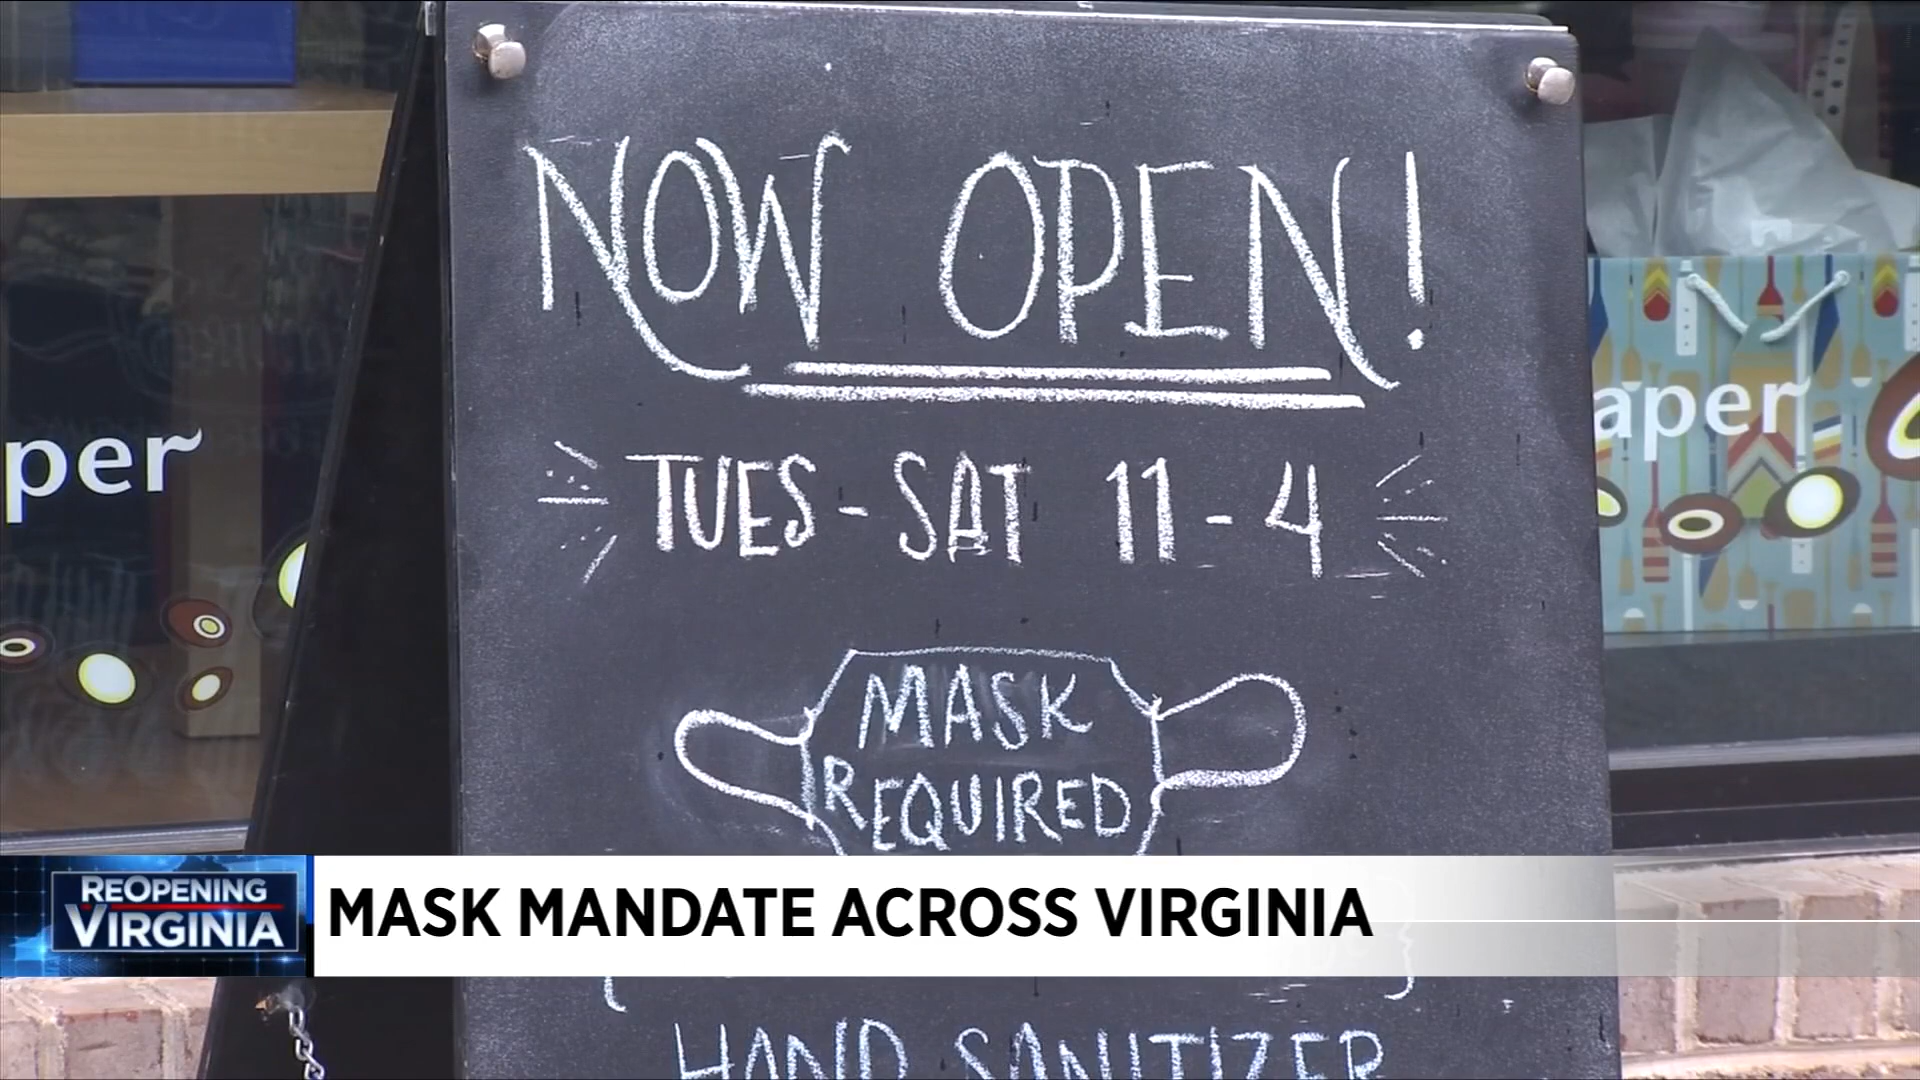 NOW OPEN!
TUES-SAT 11-4
MASK
REQUIRED
per
aper
REOPENING
VIRGINIA
MASK MANDATE ACROSS VIRGINIA
HAND SANITIZER